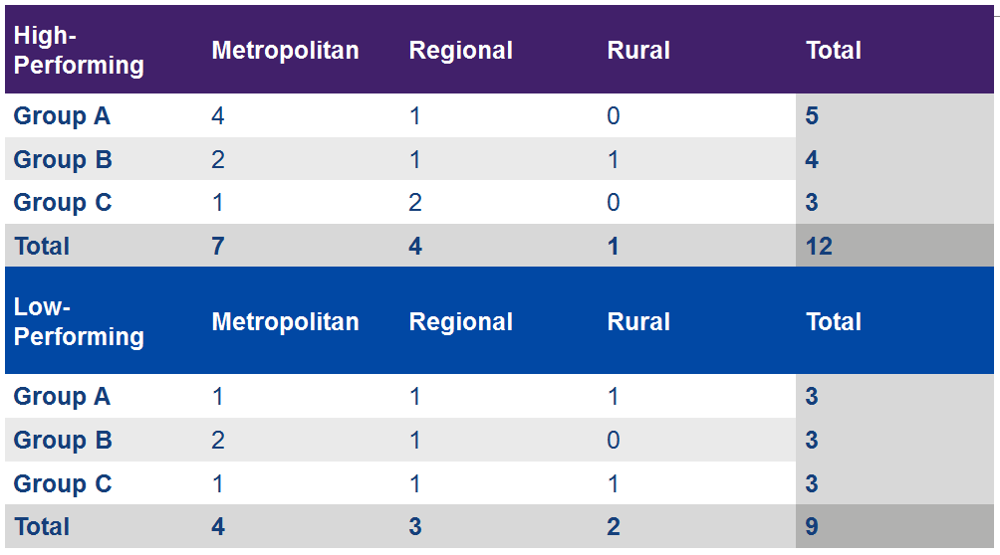 High-
Performing Metropolitan Regional Rural Total
Group A 4 1 0 5
Group B 2 1 1 4
Group C 1 2 0 3
Total 7 4 1 12
Low-
Performing Metropolitan Regional Rural Total
Group A 1 1 1 3
Group B 2 1 0 3
Group C 1 1 1 3
Total 4 3 2 9